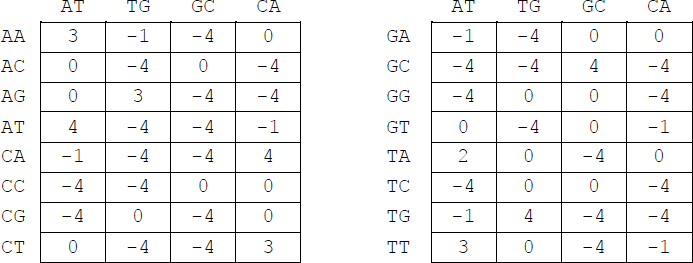 AT TG GC CA AT TG GC CA
AA 3 -1 -4 0 GA -1 -4 0 0
AC 0 -4 0 -4 GC -4 -4 4 -4
AG 0 3 -4 -4 GG -4 0 0 -4
AT 4 -4 -4 -1 GT 0 -4 0 -1
CA -1 -4 -4 4 TA 2 0 -4 0
CC -4 -4 0 0 TC -4 0 0 -4
CG -4 0 -4 0 TG -1 4 -4 -4
CT 0 -4 -4 3 TT 3 0 -4 -1